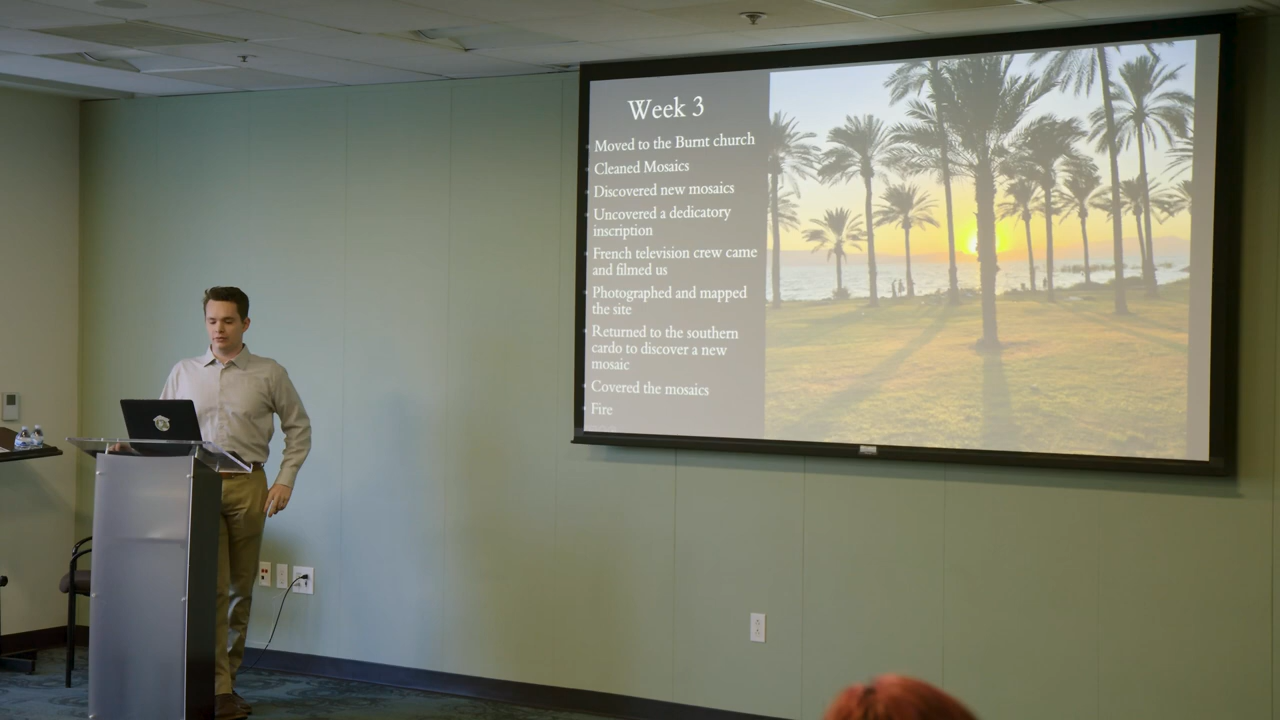 Week 3
Moved to the Burnt church
Cleaned Mosaics
Discovered new mosaics
Uncovered a dedicatory
inscription
French television crew came
and filmed us
Photographed and mapped
the site
Returned to the southern
cardo to discover a new
mosaic
Covered the mosaics
Fire